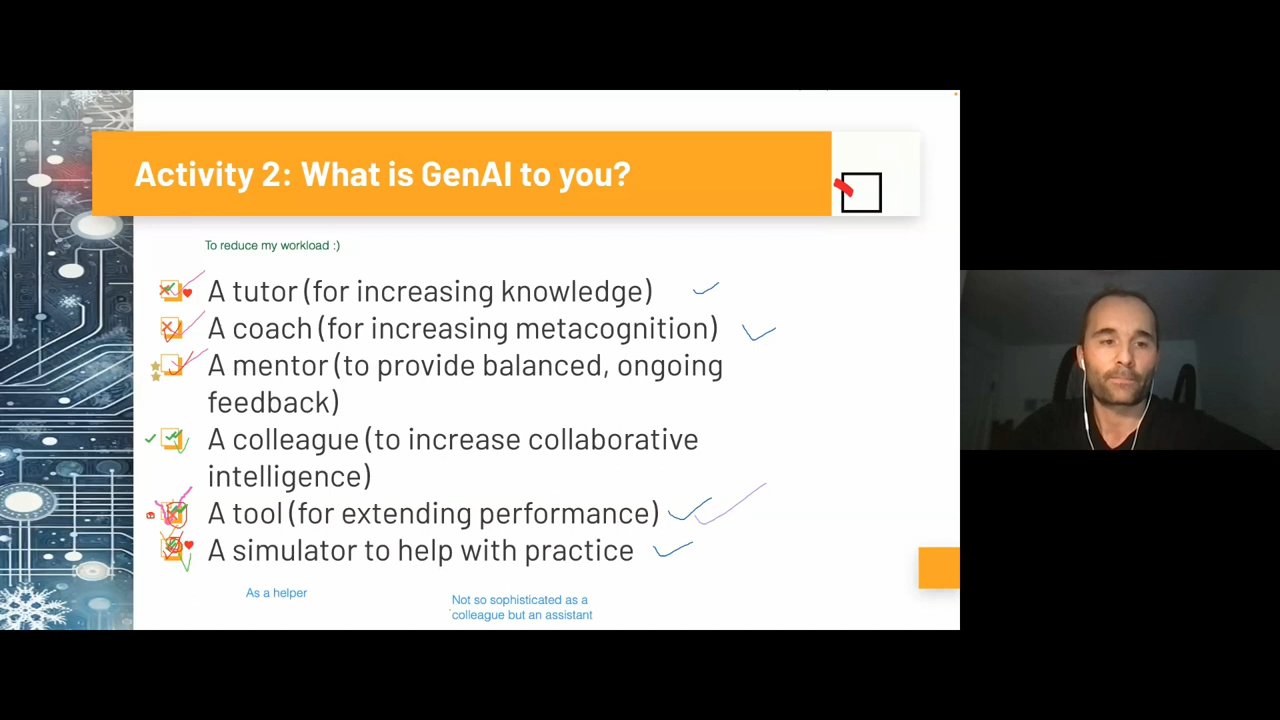 Activity 2: What is GenAI to you?
To reduce my workload :)
A tutor (for increasing knowledge)
A coach (for increasing metacognition)
A mentor (to provide balanced, ongoing
feedback)
A colleague (to increase collaborative
intelligence)
A tool (for extending performance)
A simulator to help with practice
As a helper
Not so sophisticated as a
colleague but an assistant